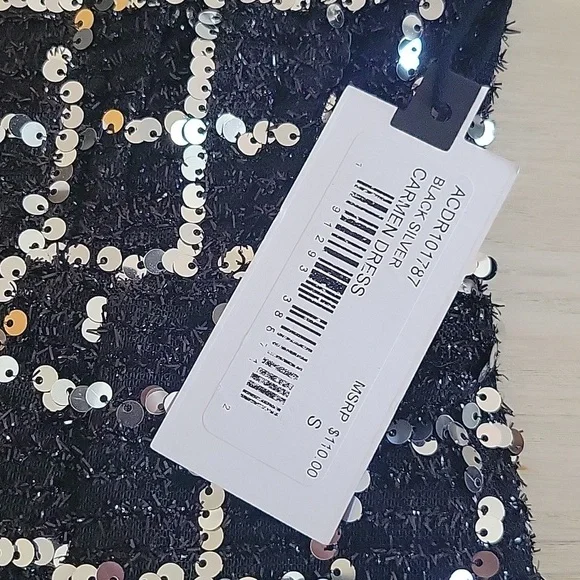 ACDR101787
BLACK SILVER
CARMEN DRESS
MSRP $110.00
S